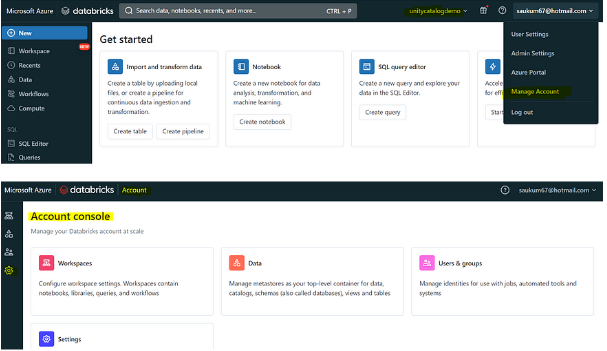 Microsoft Azure databricks Search data, notebooks, recents, and more... CTRL + P unitycatalogdemo saukum67@hotmail.com
New
Workspace
Recents
Data
Workflows
Compute
SQL
SQL Editor
Queries
Get started
Import and transform data
Create a table by uploading local
files, or create a pipeline for
continuous data ingestion and
transformation.
Create table Create pipeline
Notebook
Create a new notebook for data
analysis, transformation, and
machine learning.
Create notebook
SQL query editor
Create a new query and explore your
data in the SQL Editor.
Create query
Accele
for eff
Start
User Settings
Admin Settings
Azure Portal
Manage Account
Log out
Microsoft Azure databricks Account saukum67@hotmail.com
Account console
Manage your Databricks account at scale
Workspaces
Configure workspace settings. Workspaces contain
notebooks, libraries, queries, and workflows
Data
Manage metastores as your top-level container for data,
catalogs, schemas (also called databases), views and tables
Users & groups
Manage identities for use with jobs, automated tools and
systems
Settings